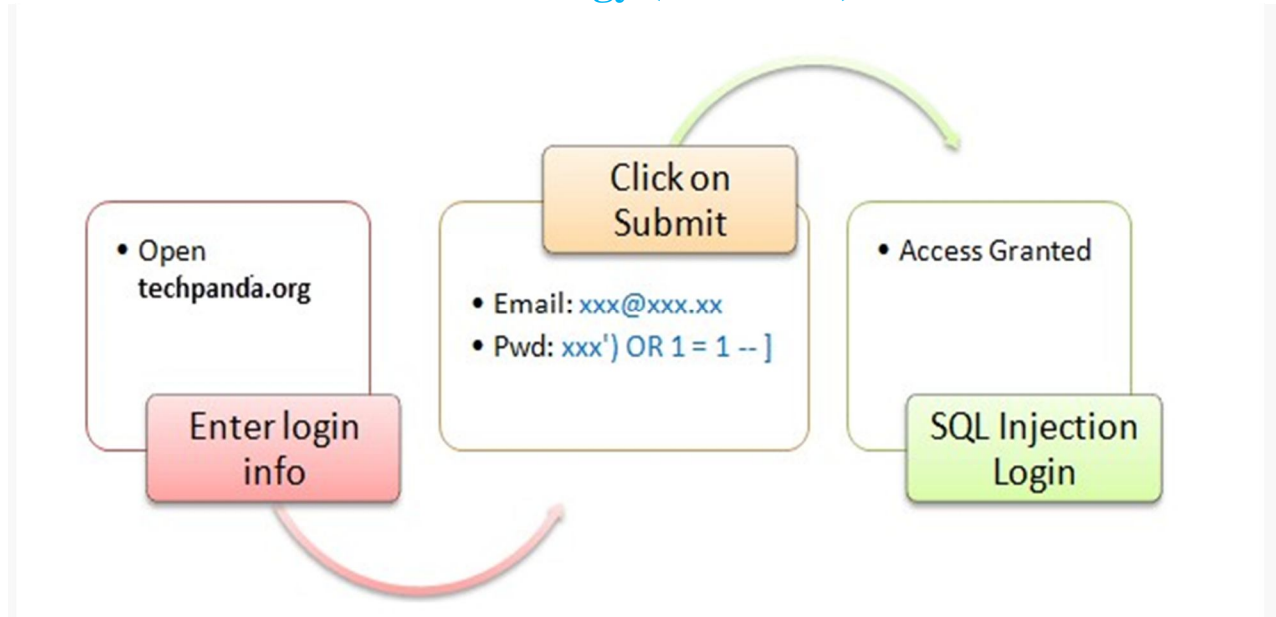 • Open
techpanda.org
Enter login
info
Click on
Submit
• Email: xxx@xxx.xx
• Pwd: xxx') OR 1 = 1 -- ]
• Access Granted
SQL Injection
Login